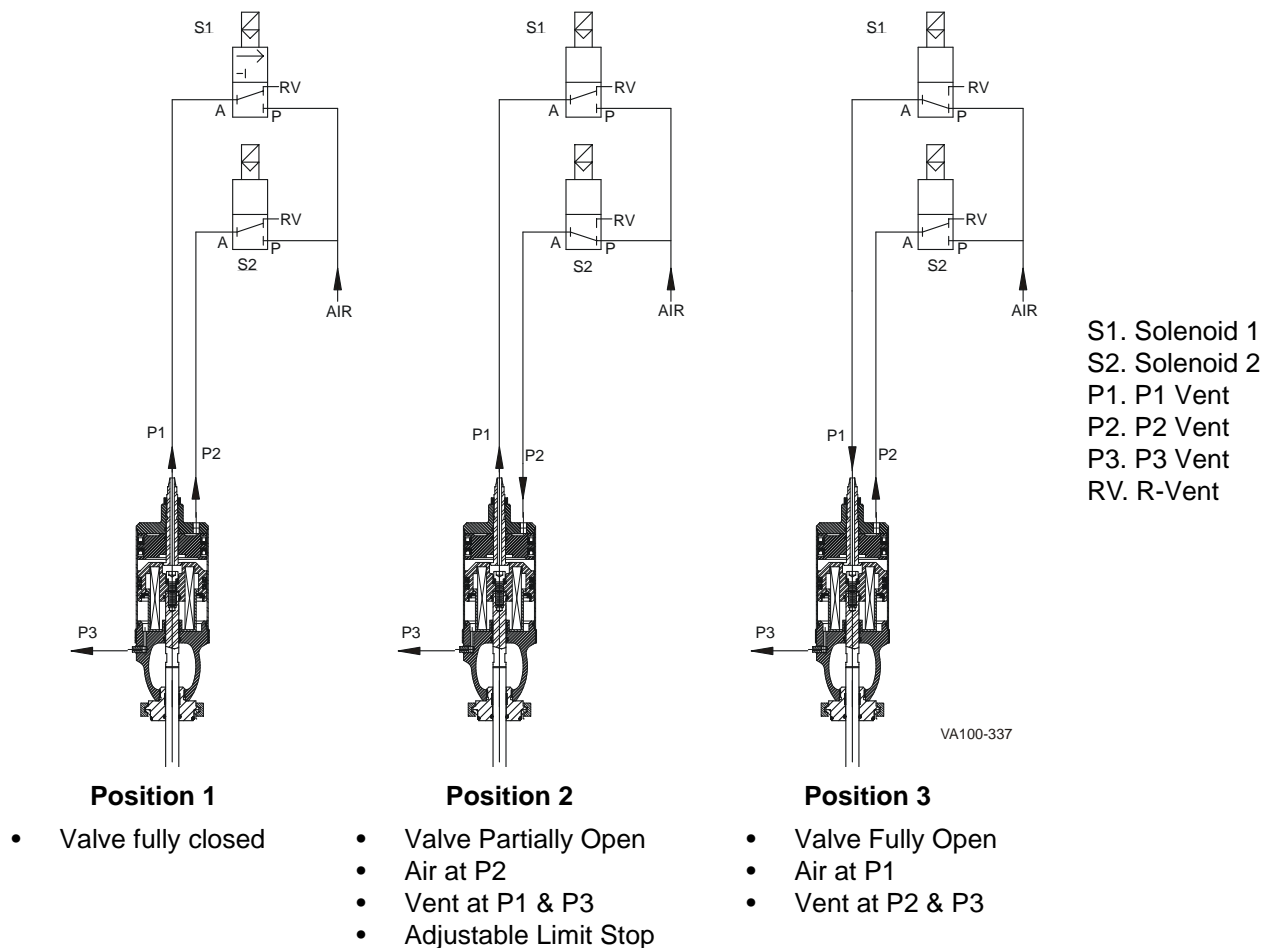 S1
RV
A
P
RV
A
P
S2
AIR
P1
P2
P3
S1
RV
A
P
RV
A
P
S2
AIR
P1
P2
P3
S1
RV
A
P
RV
A
P
S2
AIR
P1
P2
P3
VA100-337
S1. Solenoid 1
S2. Solenoid 2
P1. P1 Vent
P2. P2 Vent
P3. P3 Vent
RV. R-Vent
Position 1
• Valve fully closed
Position 2
• Valve Partially Open
• Air at P2
• Vent at P1 & P3
• Adjustable Limit Stop
Position 3
• Valve Fully Open
• Air at P1
• Vent at P2 & P3